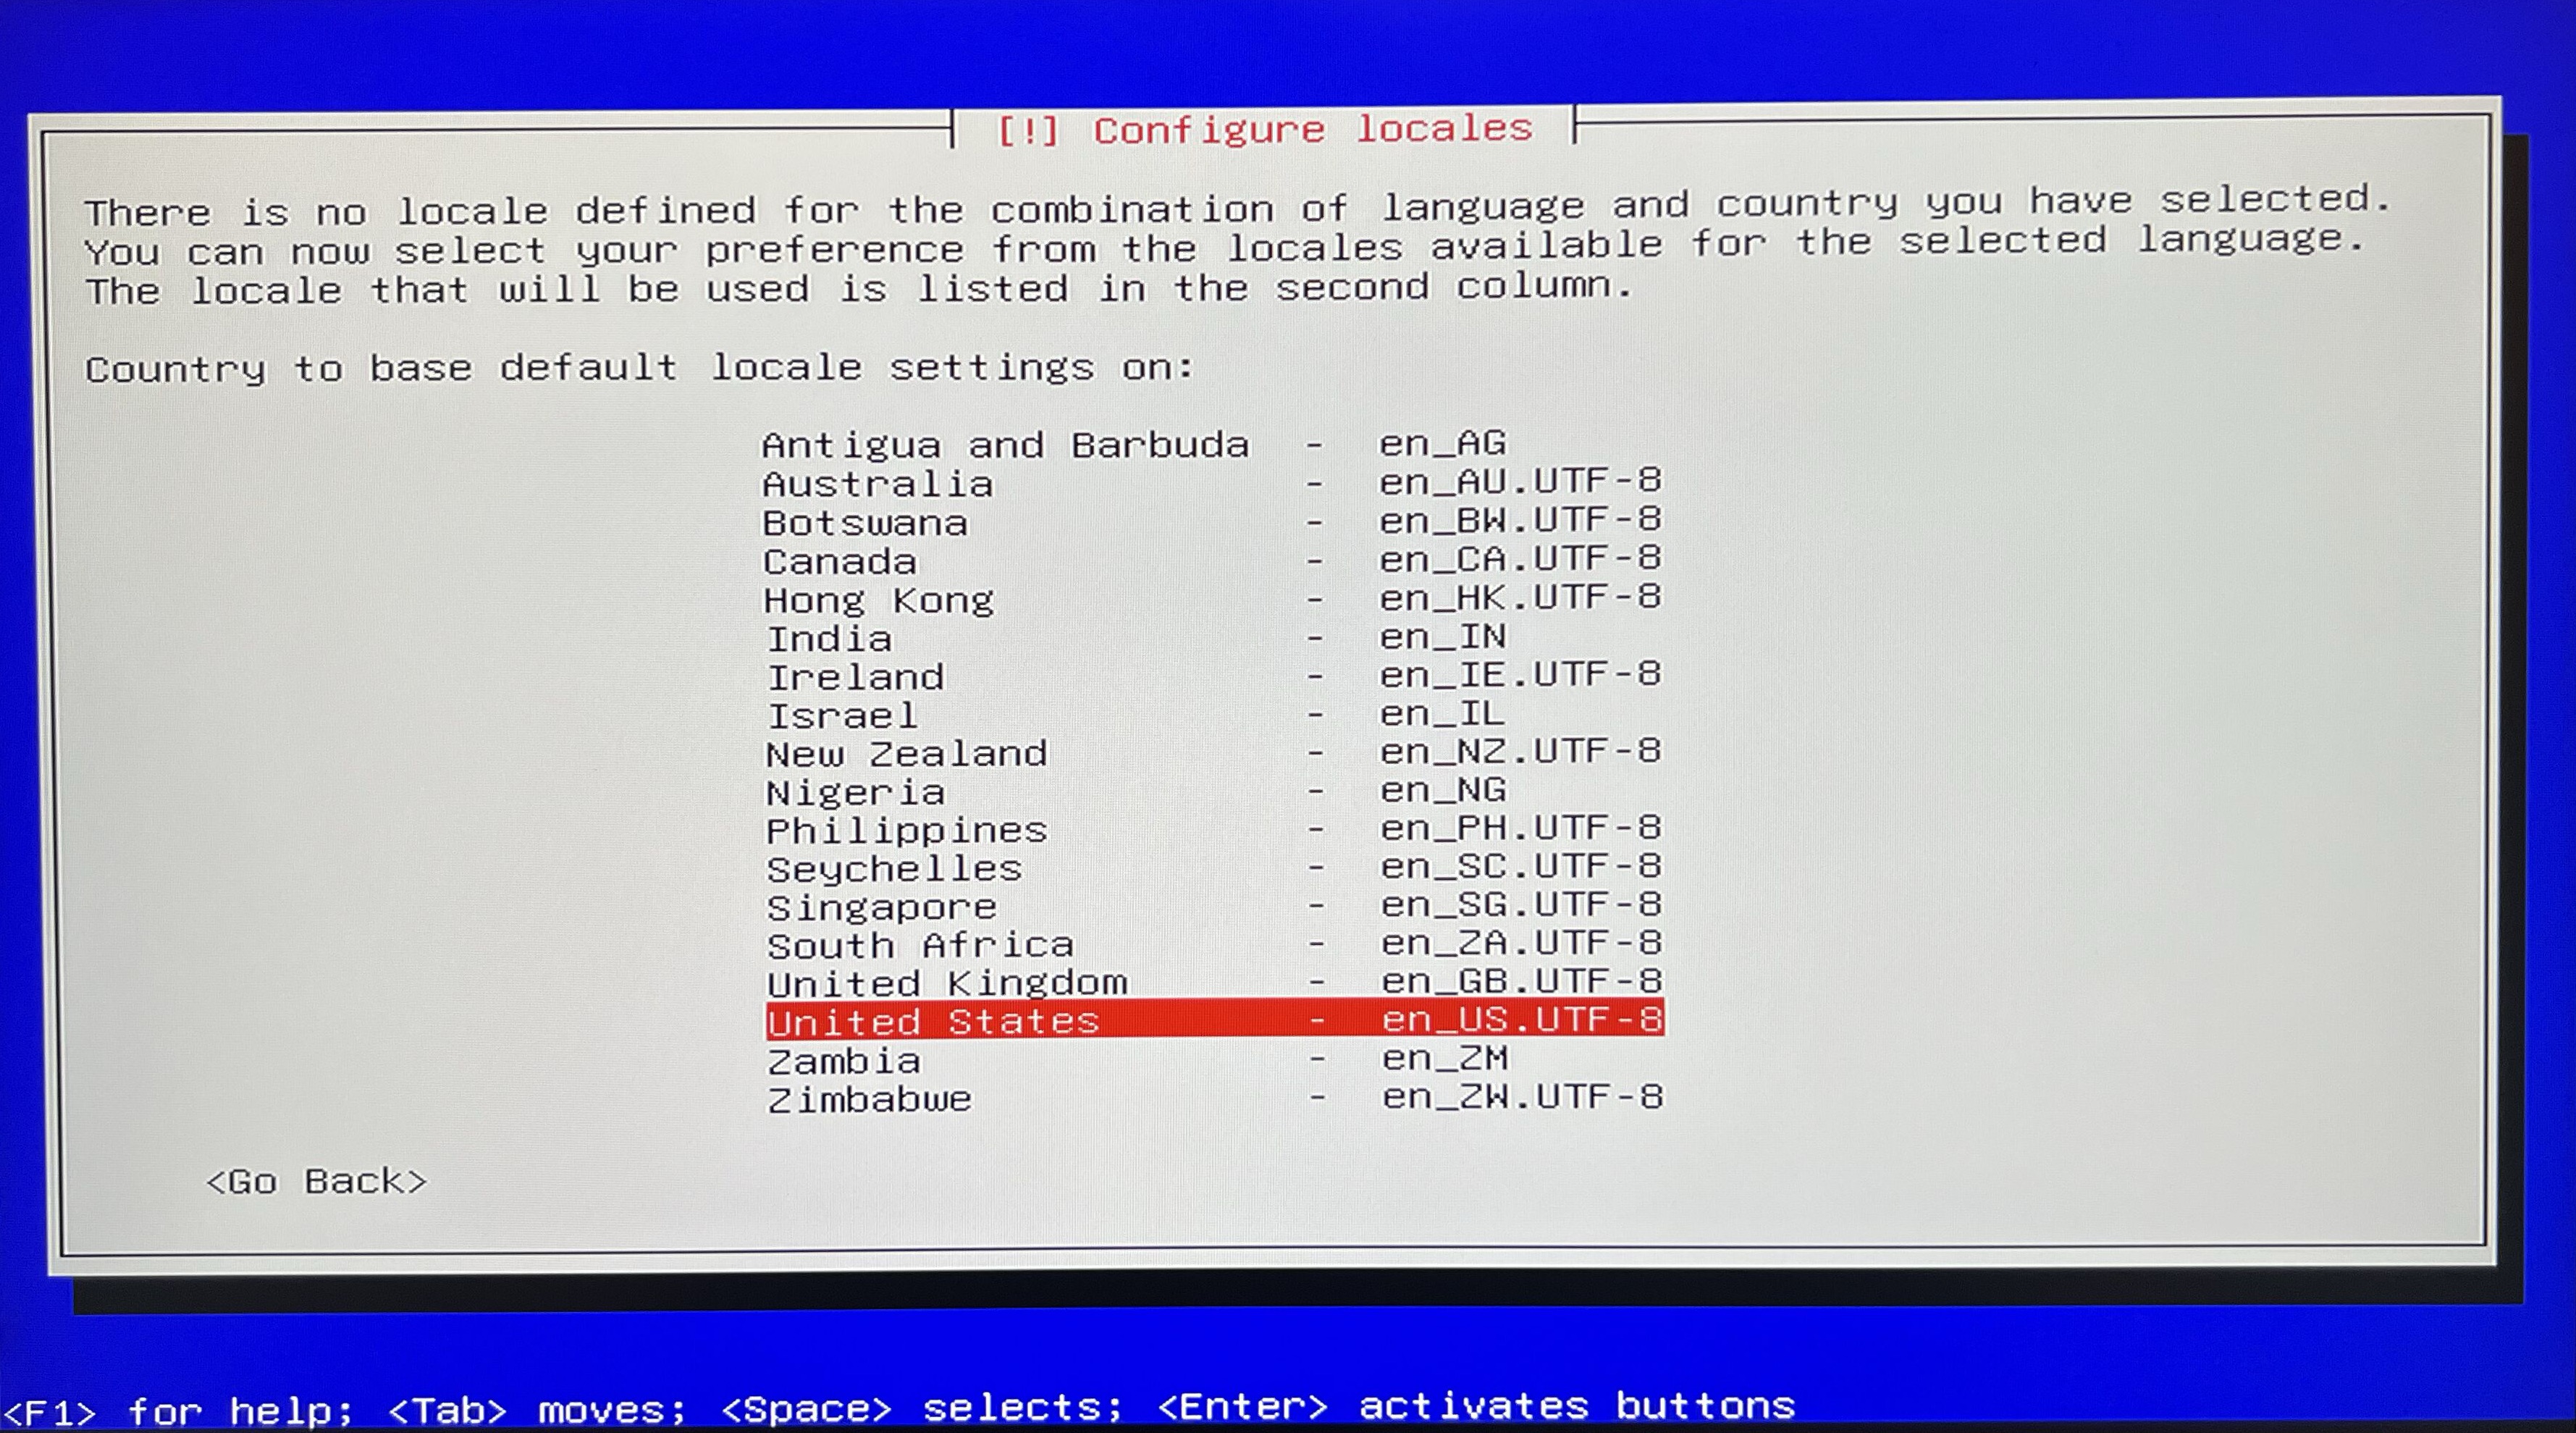 [!] Configure locales
There is no locale defined for the combination of language and country you have selected.
You can now select your preference from the locales available for the selected language.
The locale that will be used is listed in the second column.
Country to base default locale settings on:
Antigua and Barbuda - en_AG
Australia - en_AU.UTF-8
Botswana - en_BW.UTF-8
Canada - en_CA.UTF-8
Hong Kong - en_HK.UTF-8
India - en_IN
Ireland - en_IE.UTF-8
Israel - en_IL
New Zealand - en_NZ.UTF-8
Nigeria - en_NG
Philippines - en_PH.UTF-8
Seychelles - en_SC.UTF-8
Singapore - en_SG.UTF-8
South Africa - en_ZA.UTF-8
United Kingdom - en_GB.UTF-8
United States - en_US.UTF-8
Zambia - en_ZM
Zimbabwe - en_ZW.UTF-8
<Go Back>
<F1> for help; <Tab> moves; <Space> selects; <Enter> activates buttons